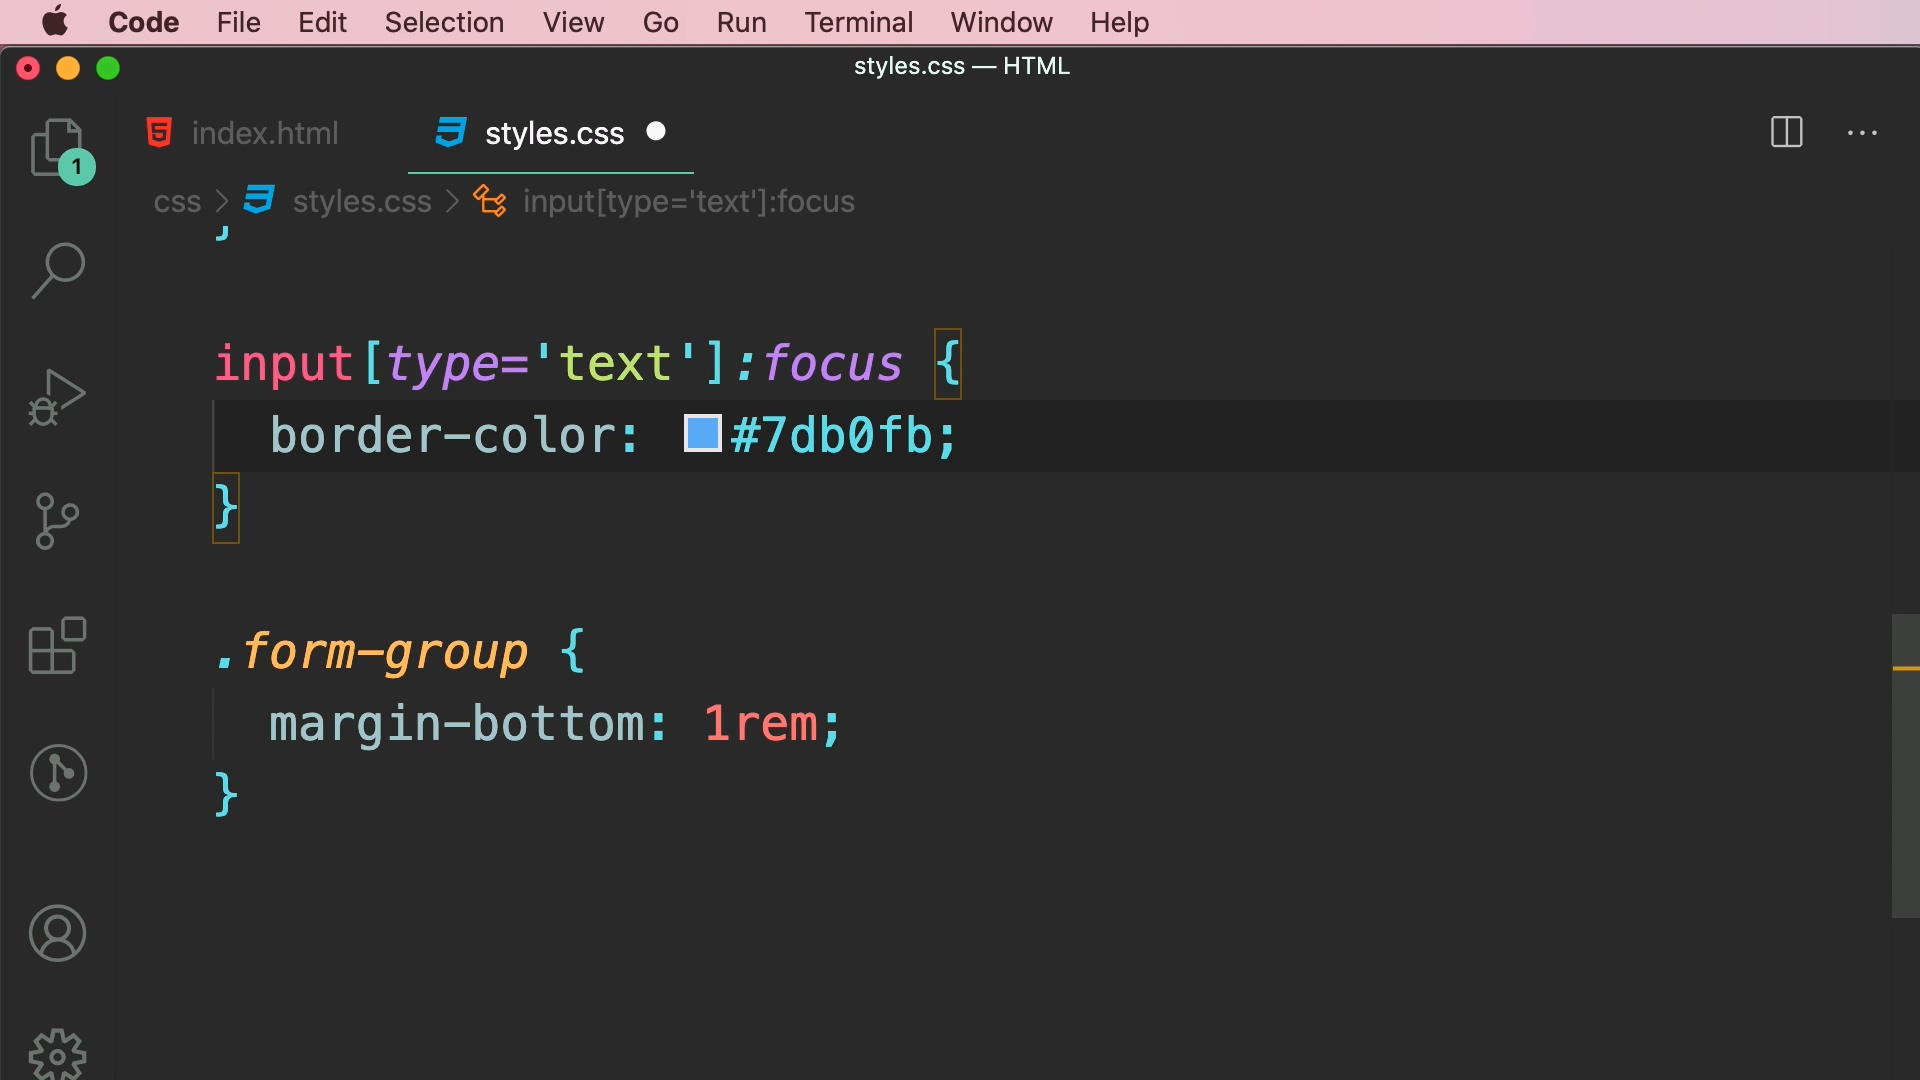 Code File Edit Selection View Go Run Terminal Window Help
styles.css — HTML
index.html styles.css
css > styles.css > input[type='text']:focus
1
}
input[type='text']:focus {
border-color: #7db0fb;
}
.form-group {
margin-bottom: 1rem;
}